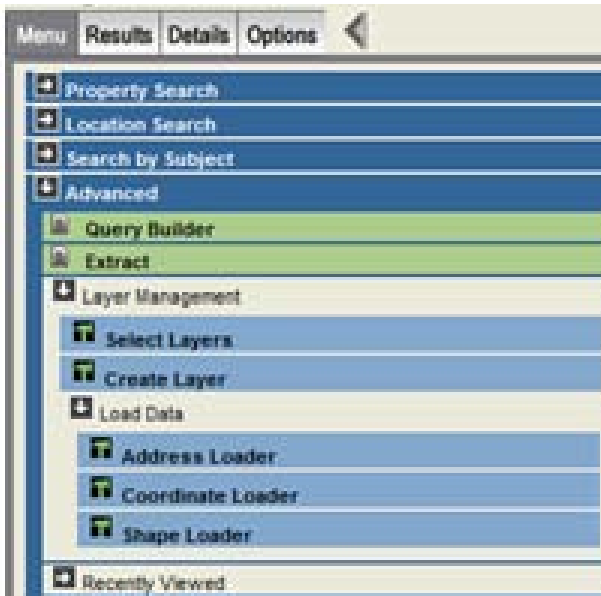 Menu Results Details Options
Property Search
Location Search
Search by Subject
Advanced
Query Builder
Extract
Layer Management
Select Layers
Create Layer
Load Data
Address Loader
Coordinate Loader
Shape Loader
Recently Viewed